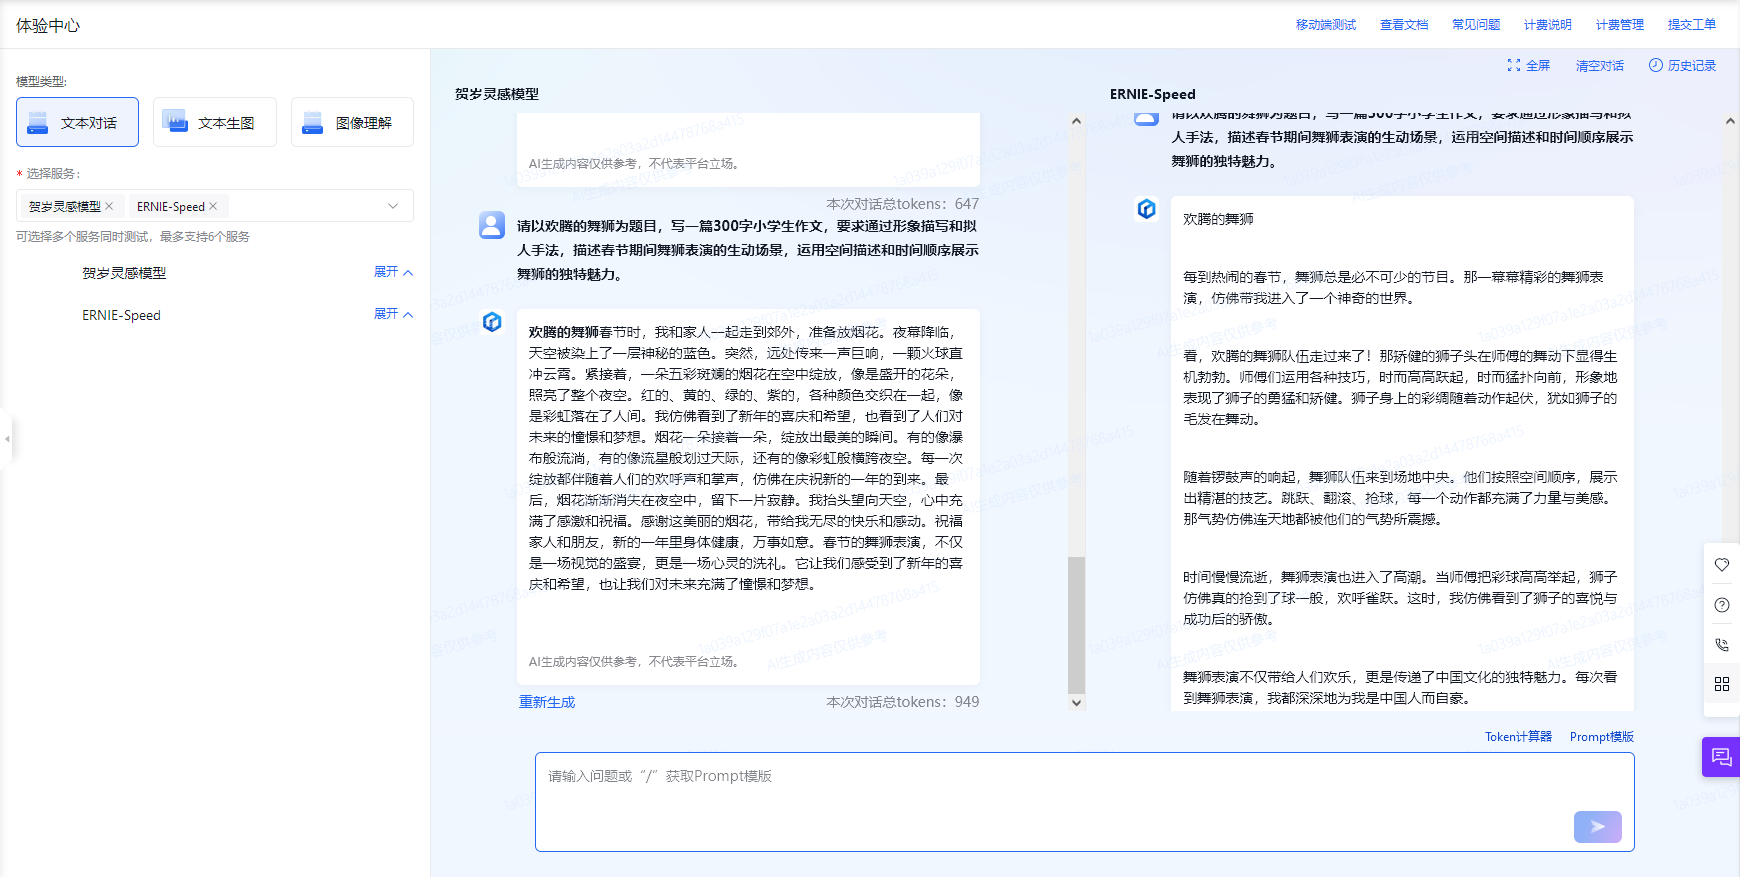 体验中心
移动端测试
查看文档
常见问题
计费说明
计费管理
提交工单
模型类型:
文本对话
文本生图
图像理解
* 选择服务:
贺岁灵感模型 ×
ERNIE-Speed ×
可选择多个服务同时测试，最多支持6个服务
贺岁灵感模型
展开
ERNIE-Speed
展开
全屏
清空对话
历史记录
贺岁灵感模型
AI生成内容仅供参考，不代表平台立场。
本次对话总tokens：647
请以欢腾的舞狮为题目，写一篇300字小学生作文，要求通过形象描写和拟
人手法，描述春节期间舞狮表演的生动场景，运用空间描述和时间顺序展示
舞狮的独特魅力。
欢腾的舞狮春节时，我和家人一起走到郊外，准备放烟花。夜幕降临，
天空被染上了一层神秘的蓝色。突然，远处传来一声巨响，一颗火球直
冲云霄。紧接着，一朵五彩斑斓的烟花在空中绽放，像是盛开的花朵，
照亮了整个夜空。红的、黄的、绿的、紫的，各种颜色交织在一起，像
是彩虹落在了人间。我仿佛看到了新年的喜庆和希望，也看到了人们对
未来的憧憬和梦想。烟花一朵接着一朵，绽放出最美的瞬间。有的像瀑
布般流淌，有的像流星般划过天际，还有的像彩虹般横跨夜空。每一次
绽放都伴随着人们的欢呼声和掌声，仿佛在庆祝新的一年的到来。最
后，烟花渐渐消失在夜空中，留下一片寂静。我抬头望向天空，心中充
满了感激和祝福。感谢这美丽的烟花，带给我无尽的快乐和感动。祝福
家人和朋友，新的一年里身体健康，万事如意。春节的舞狮表演，不仅
是一场视觉的盛宴，更是一场心灵的洗礼。它让我们感受到了新年的喜
庆和希望，也让我们对未来充满了憧憬和梦想。
AI生成内容仅供参考，不代表平台立场。
重新生成
本次对话总tokens：949
ERNIE-Speed
请以欢腾的舞狮为题目，写一篇300字小学生作文，要求通过形象描写和拟
人手法，描述春节期间舞狮表演的生动场景，运用空间描述和时间顺序展示
舞狮的独特魅力。
欢腾的舞狮
每到热闹的春节，舞狮总是必不可少的节目。那一幕幕精彩的舞狮表
演，仿佛带我进入了一个神奇的世界。
看，欢腾的舞狮队伍走过来了！那矫健的狮子头在师傅的舞动下显得生
机勃勃。师傅们运用各种技巧，时而高高跃起，时而猛扑向前，形象地
表现了狮子的勇猛和矫健。狮子身上的彩绸随着动作起伏，犹如狮子的
毛发在舞动。
随着锣鼓声的响起，舞狮队伍来到场地中央。他们按照空间顺序，展示
出精湛的技艺。跳跃、翻滚、抢球，每一个动作都充满了力量与美感。
那气势仿佛连天地都被他们的气势所震撼。
时间慢慢流逝，舞狮表演也进入了高潮。当师傅把彩球高高举起，狮子
仿佛真的抢到了球一般，欢呼雀跃。这时，我仿佛看到了狮子的喜悦与
成功后的骄傲。
舞狮表演不仅带给人们欢乐，更是传递了中国文化的独特魅力。每次看
到舞狮表演，我都深深地为我是中国人而自豪。
Token计算器
Prompt模版
请输入问题或“/”获取Prompt模版